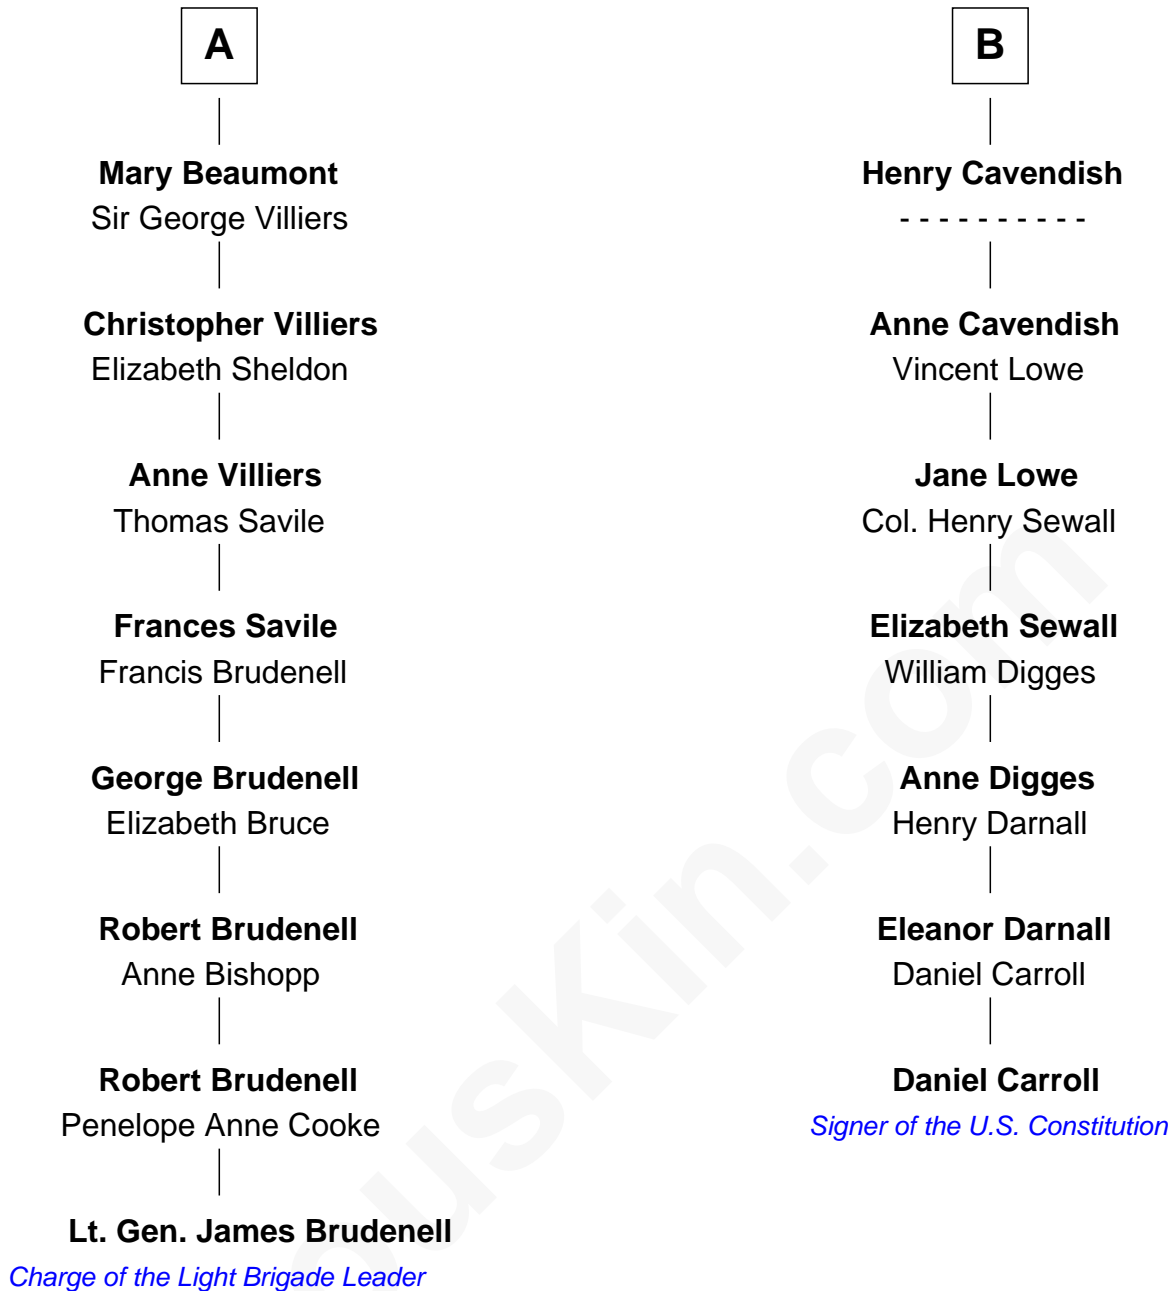 A
Mary Beaumont
Sir George Villiers
Christopher Villiers
Elizabeth Sheldon
Anne Villiers
Thomas Savile
Frances Savile
Francis Brudenell
George Brudenell
Elizabeth Bruce
Robert Brudenell
Anne Bishopp
Robert Brudenell
Penelope Anne Cooke
Lt. Gen. James Brudenell
Charge of the Light Brigade Leader
B
Henry Cavendish
- - - - - - - - - -
Anne Cavendish
Vincent Lowe
Jane Lowe
Col. Henry Sewall
Elizabeth Sewall
William Digges
Anne Digges
Henry Darnall
Eleanor Darnall
Daniel Carroll
Daniel Carroll
Signer of the U.S. Constitution